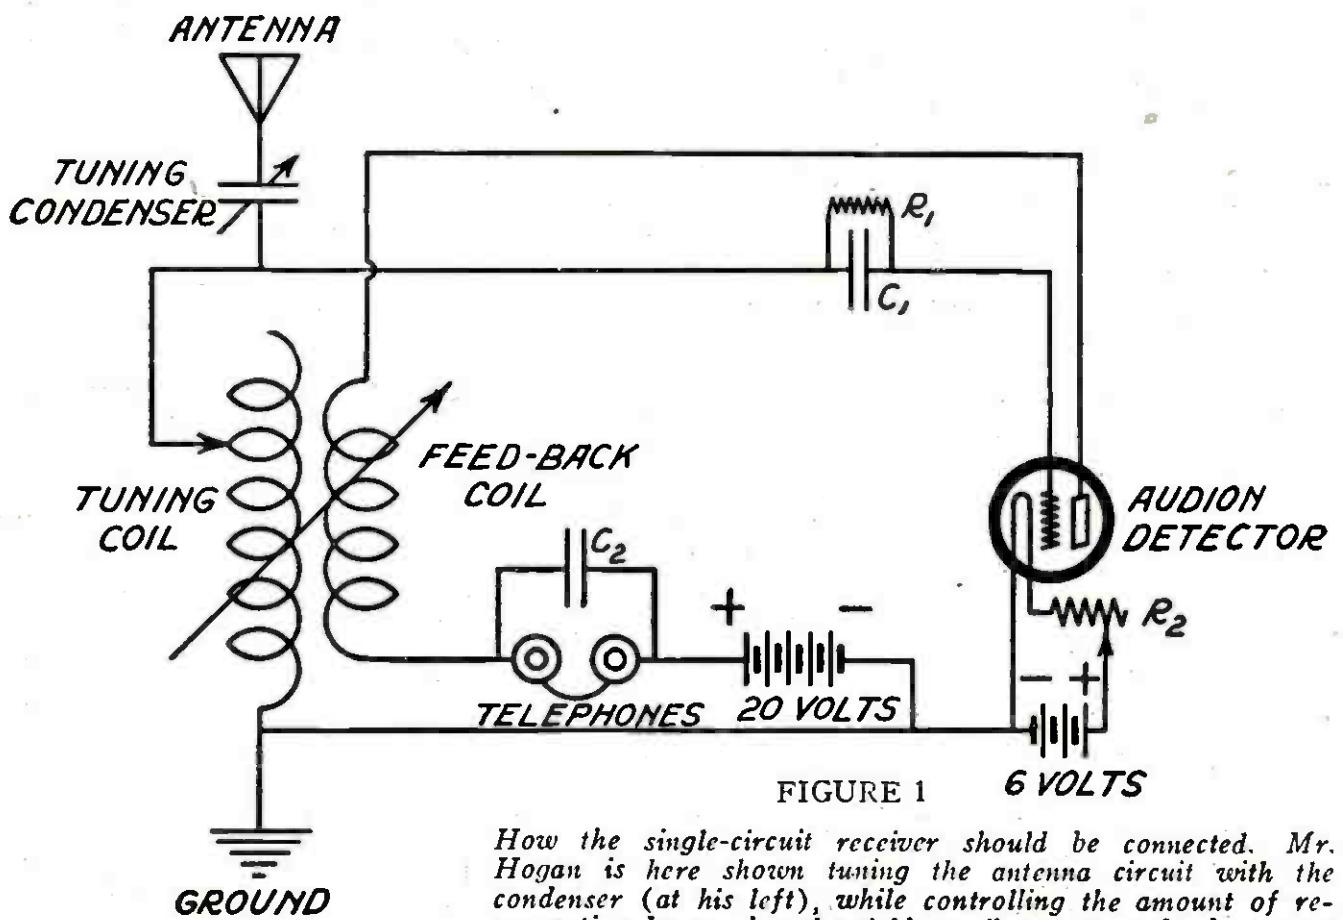 ANTENNA
TUNING
CONDENSER
R1
C1
FEED-BACK
COIL
TUNING
COIL
AUDION
DETECTOR
C2
+ −
R2
− +
TELEPHONES
20 VOLTS
6 VOLTS
FIGURE 1
How the single-circuit receiver should be connected. Mr.
Hogan is here shown tuning the antenna circuit with the
condenser (at his left), while controlling the amount of re-
GROUND